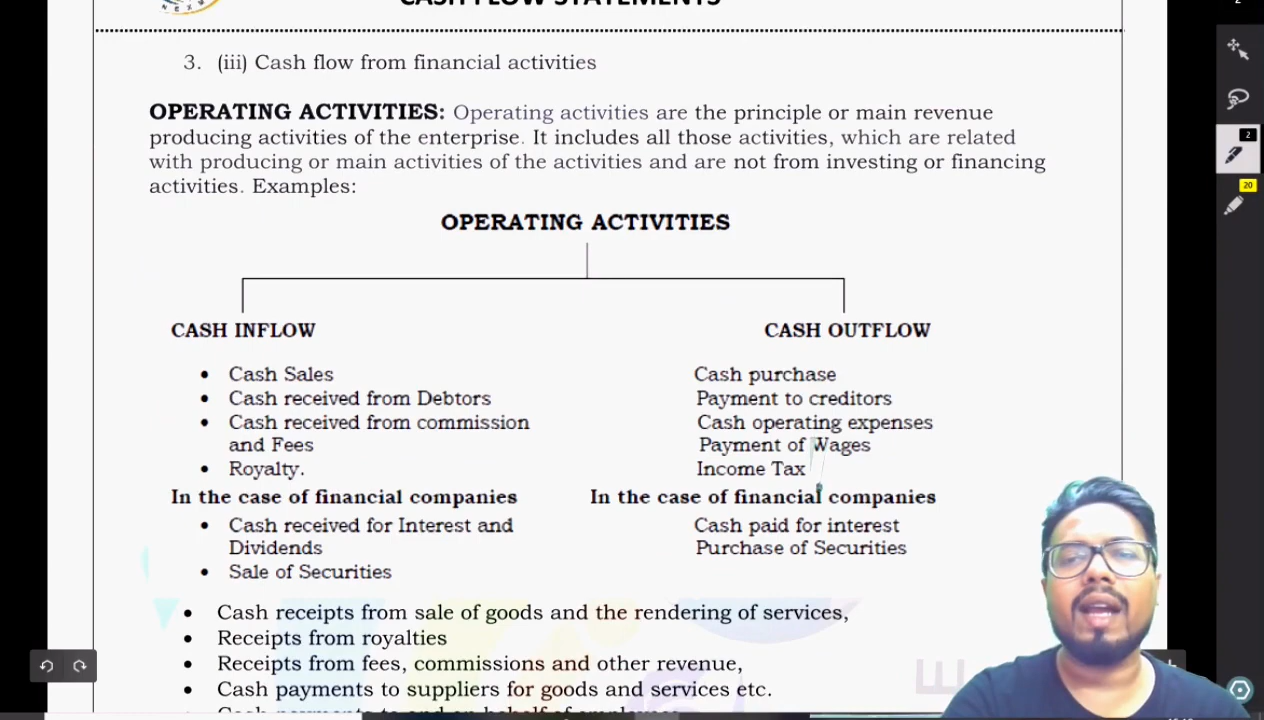 CASH FLOW STATEMENTS
2
3. (iii) Cash flow from financial activities
OPERATING ACTIVITIES: Operating activities are the principle or main revenue
producing activities of the enterprise. It includes all those activities, which are related
with producing or main activities of the activities and are not from investing or financing
activities. Examples:
OPERATING ACTIVITIES
CASH INFLOW
• Cash Sales
• Cash received from Debtors
• Cash received from commission
and Fees
• Royalty.
In the case of financial companies
• Cash received for Interest and
Dividends
• Sale of Securities
CASH OUTFLOW
Cash purchase
Payment to creditors
Cash operating expenses
Payment of Wages
Income Tax
In the case of financial companies
Cash paid for interest
Purchase of Securities
• Cash receipts from sale of goods and the rendering of services,
• Receipts from royalties
• Receipts from fees, commissions and other revenue,
• Cash payments to suppliers for goods and services etc.
2
20